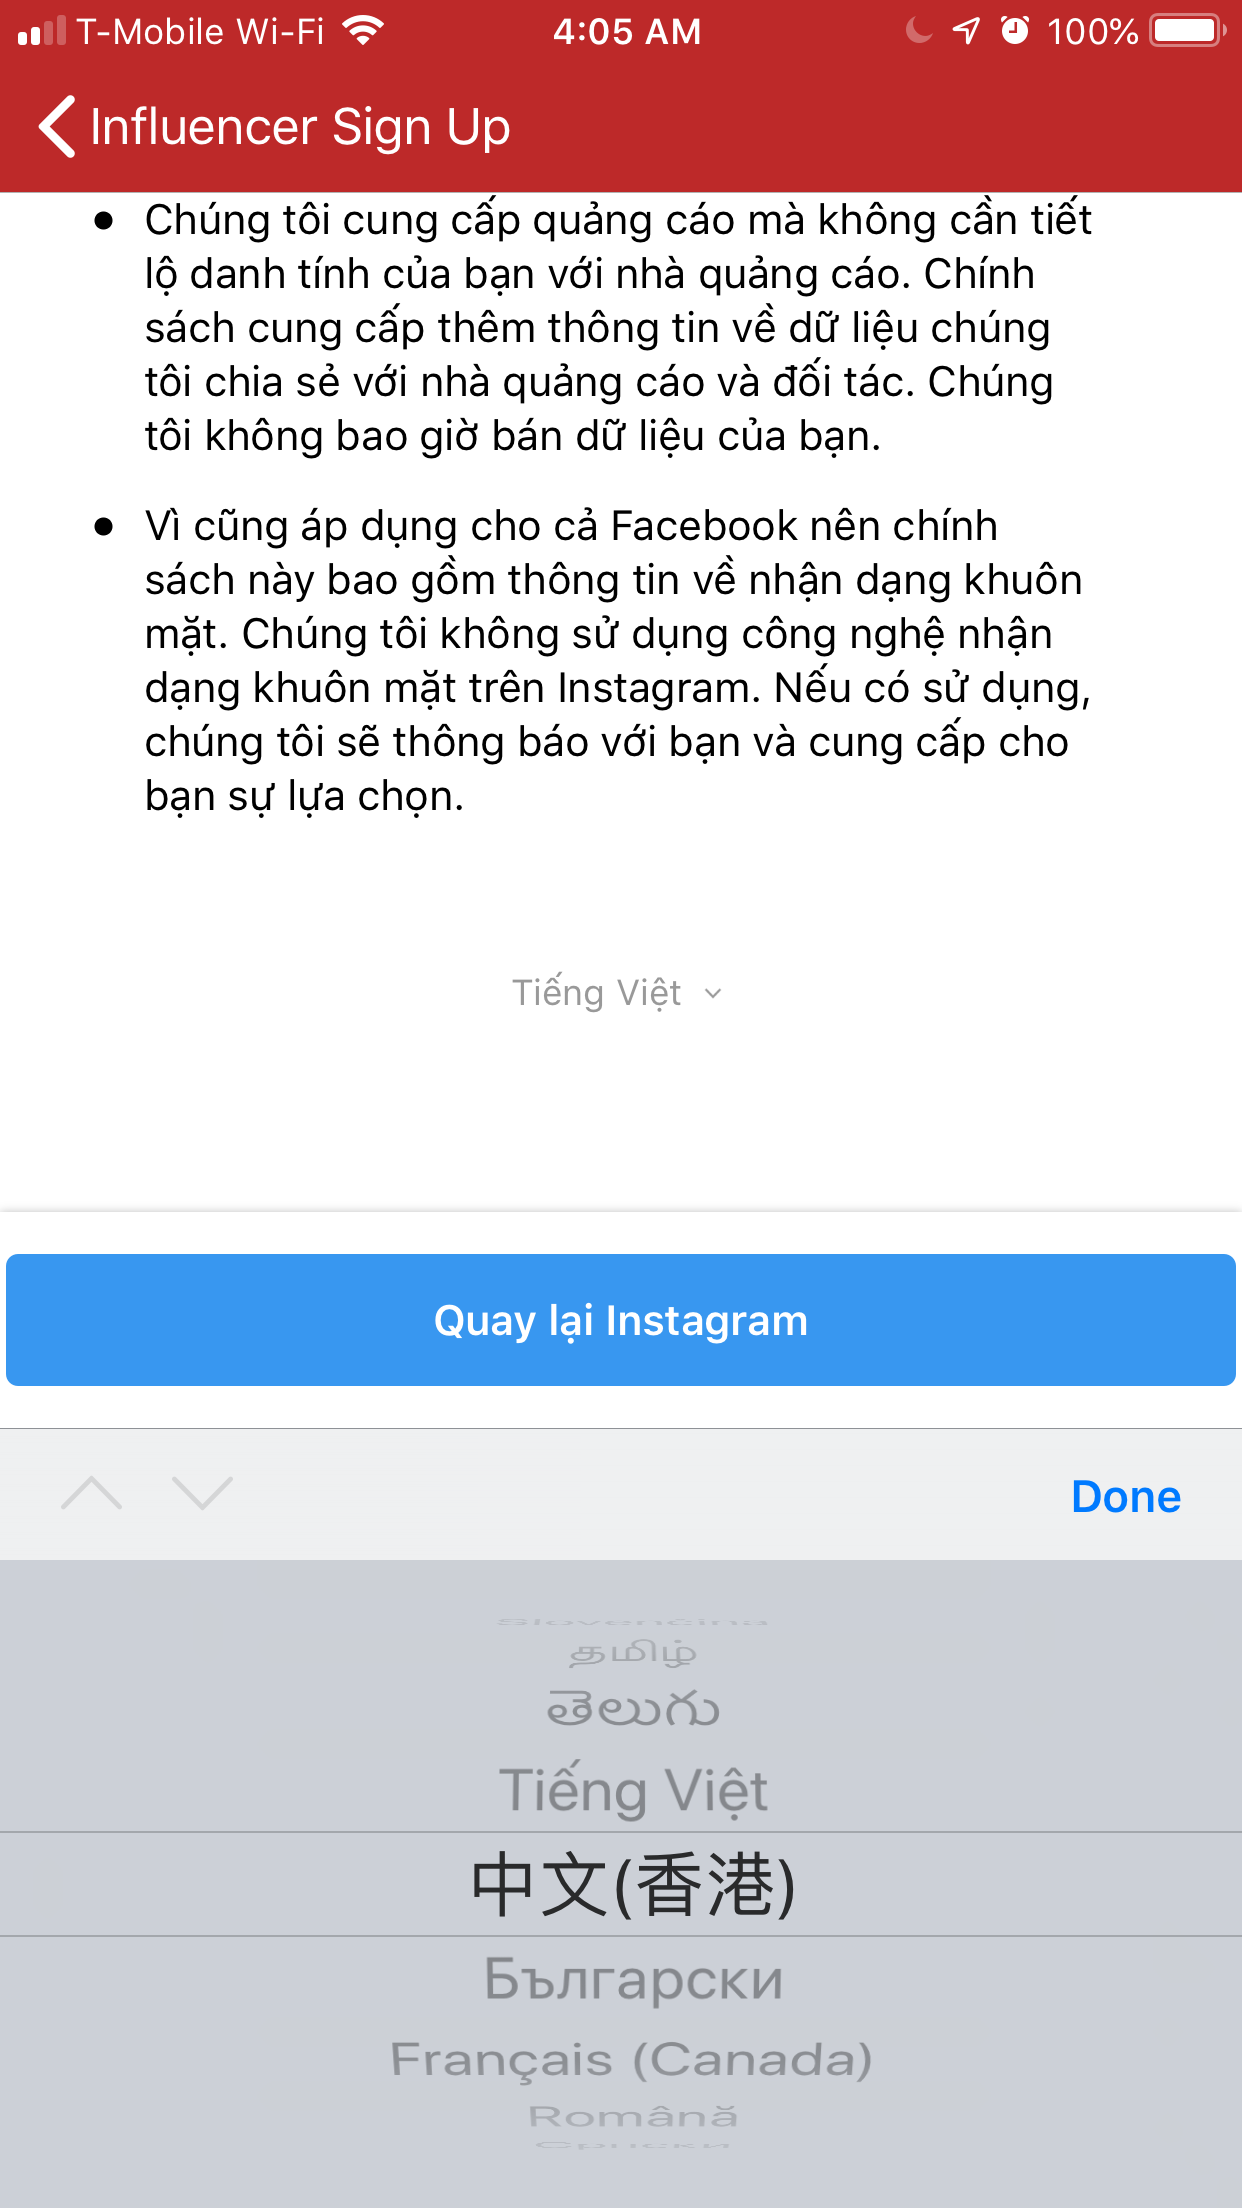 T-Mobile Wi-Fi 4:05 AM 100%
Influencer Sign Up
● Chúng tôi cung cấp quảng cáo mà không cần tiết
lộ danh tính của bạn với nhà quảng cáo. Chính
sách cung cấp thêm thông tin về dữ liệu chúng
tôi chia sẻ với nhà quảng cáo và đối tác. Chúng
tôi không bao giờ bán dữ liệu của bạn.
● Vì cũng áp dụng cho cả Facebook nên chính
sách này bao gồm thông tin về nhận dạng khuôn
mặt. Chúng tôi không sử dụng công nghệ nhận
dạng khuôn mặt trên Instagram. Nếu có sử dụng,
chúng tôi sẽ thông báo với bạn và cung cấp cho
bạn sự lựa chọn.
Tiếng Việt
Quay lại Instagram
Done
Slovenčina
தமிழ்
తెలుగు
Tiếng Việt
中文(香港)
Български
Français (Canada)
Română
Српски